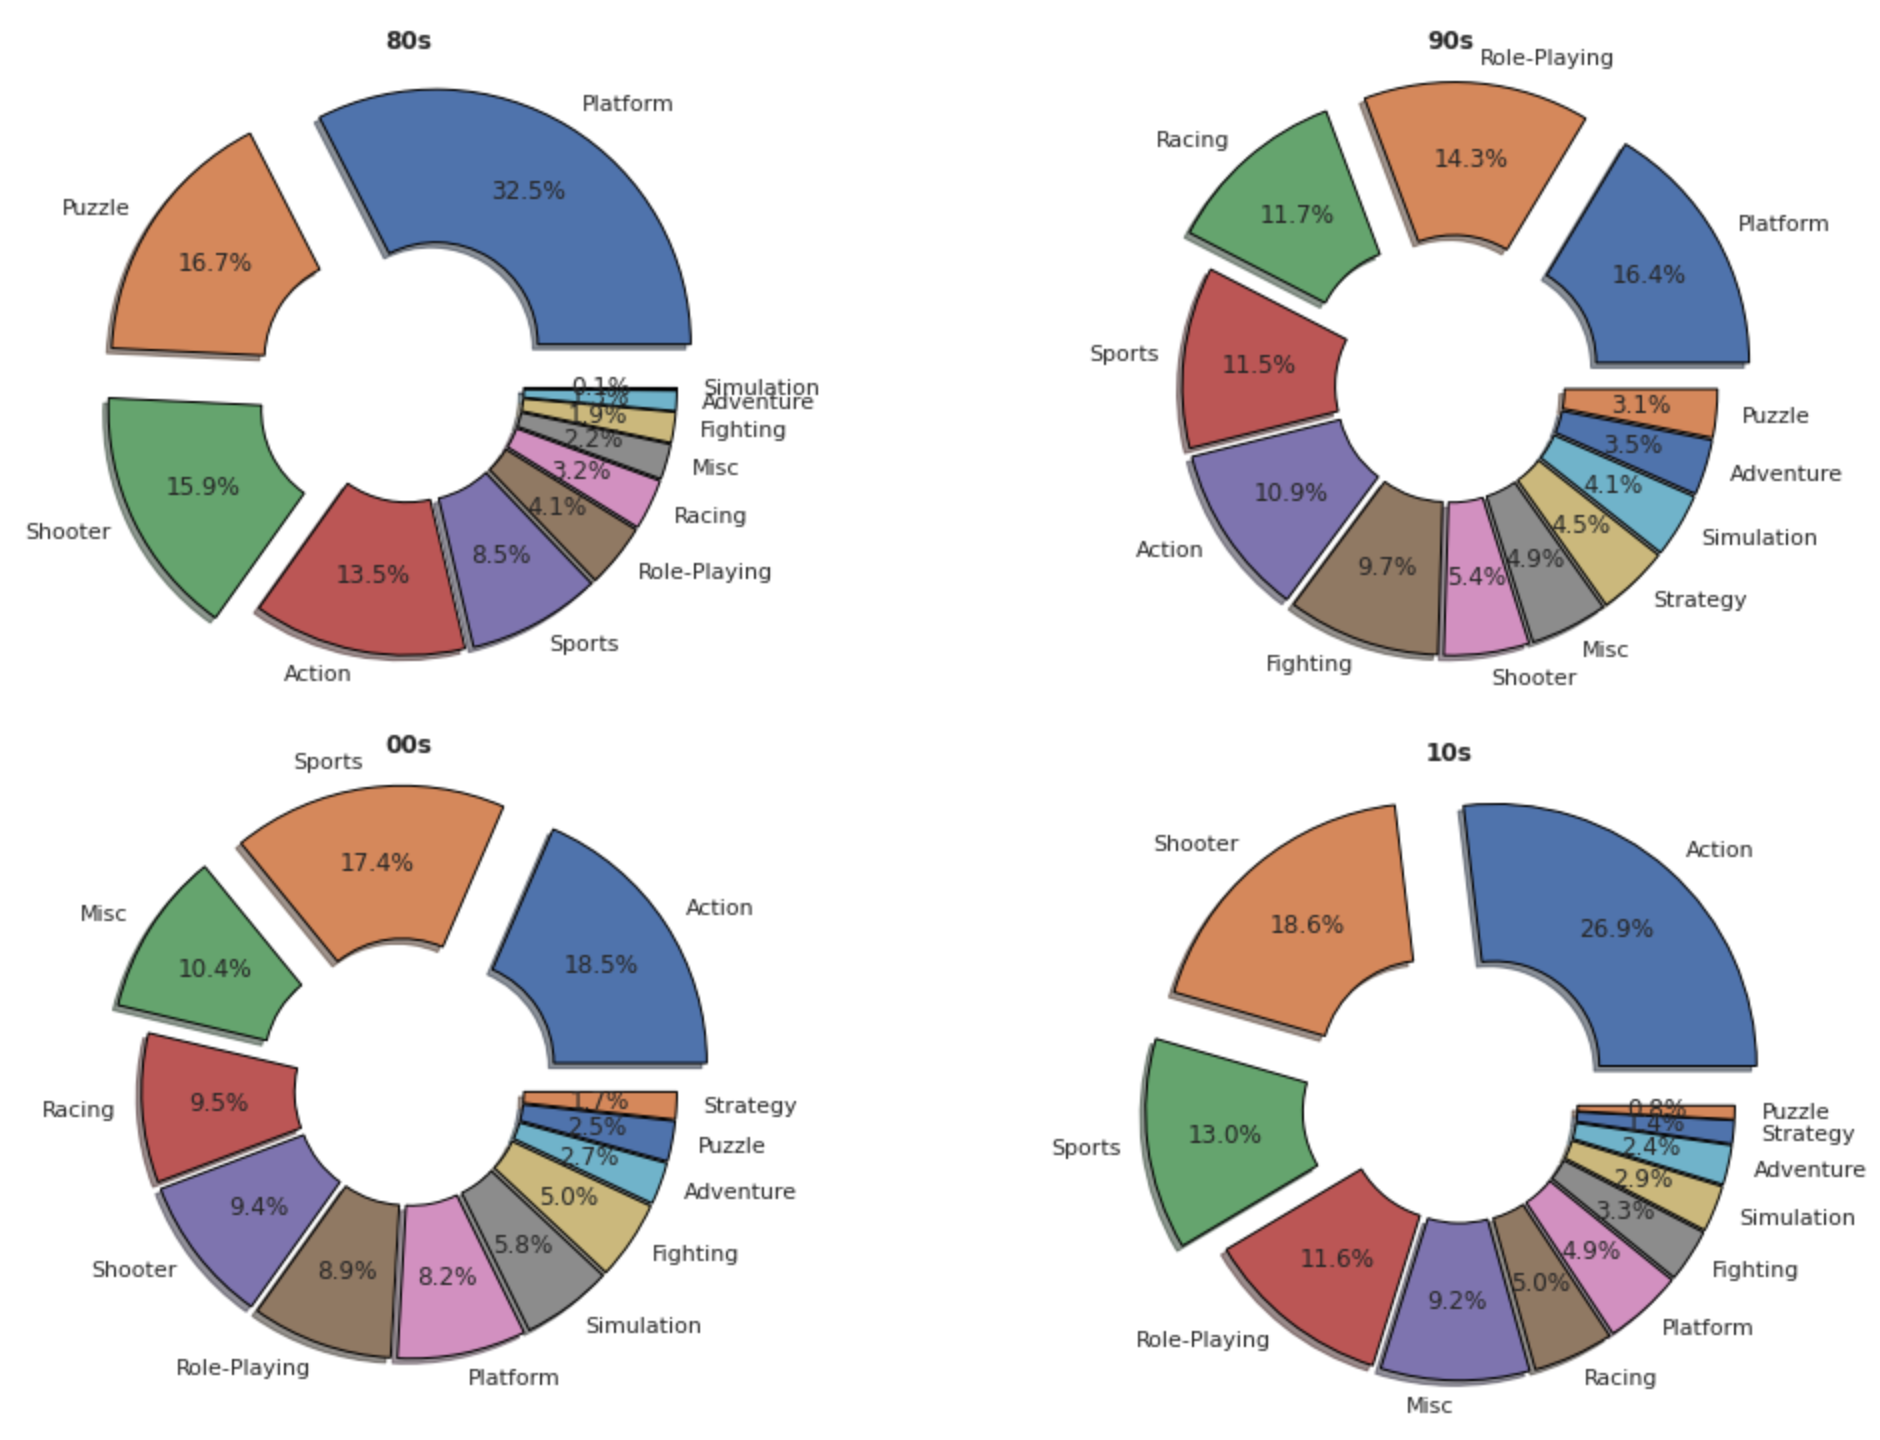 80s
Platform
32.5%
Puzzle
16.7%
Shooter
15.9%
Action
13.5%
Sports
8.5%
Role-Playing
4.1%
Racing
3.2%
Misc
2.2%
Fighting
1.9%
Adventure
Simulation
0.1%
90s
Platform
16.4%
Role-Playing
14.3%
Racing
11.7%
Sports
11.5%
Action
10.9%
Fighting
9.7%
Shooter
5.4%
Misc
4.9%
Strategy
4.5%
Simulation
4.1%
Adventure
3.5%
Puzzle
3.1%
00s
Action
18.5%
Sports
17.4%
Misc
10.4%
Racing
9.5%
Shooter
9.4%
Role-Playing
8.9%
Platform
8.2%
Simulation
5.8%
Fighting
5.0%
Adventure
2.7%
Puzzle
2.5%
Strategy
1.7%
10s
Action
26.9%
Shooter
18.6%
Sports
13.0%
Role-Playing
11.6%
Misc
9.2%
Racing
5.0%
Platform
4.9%
Fighting
3.3%
Simulation
2.9%
Adventure
2.4%
Strategy
1.4%
Puzzle
0.8%